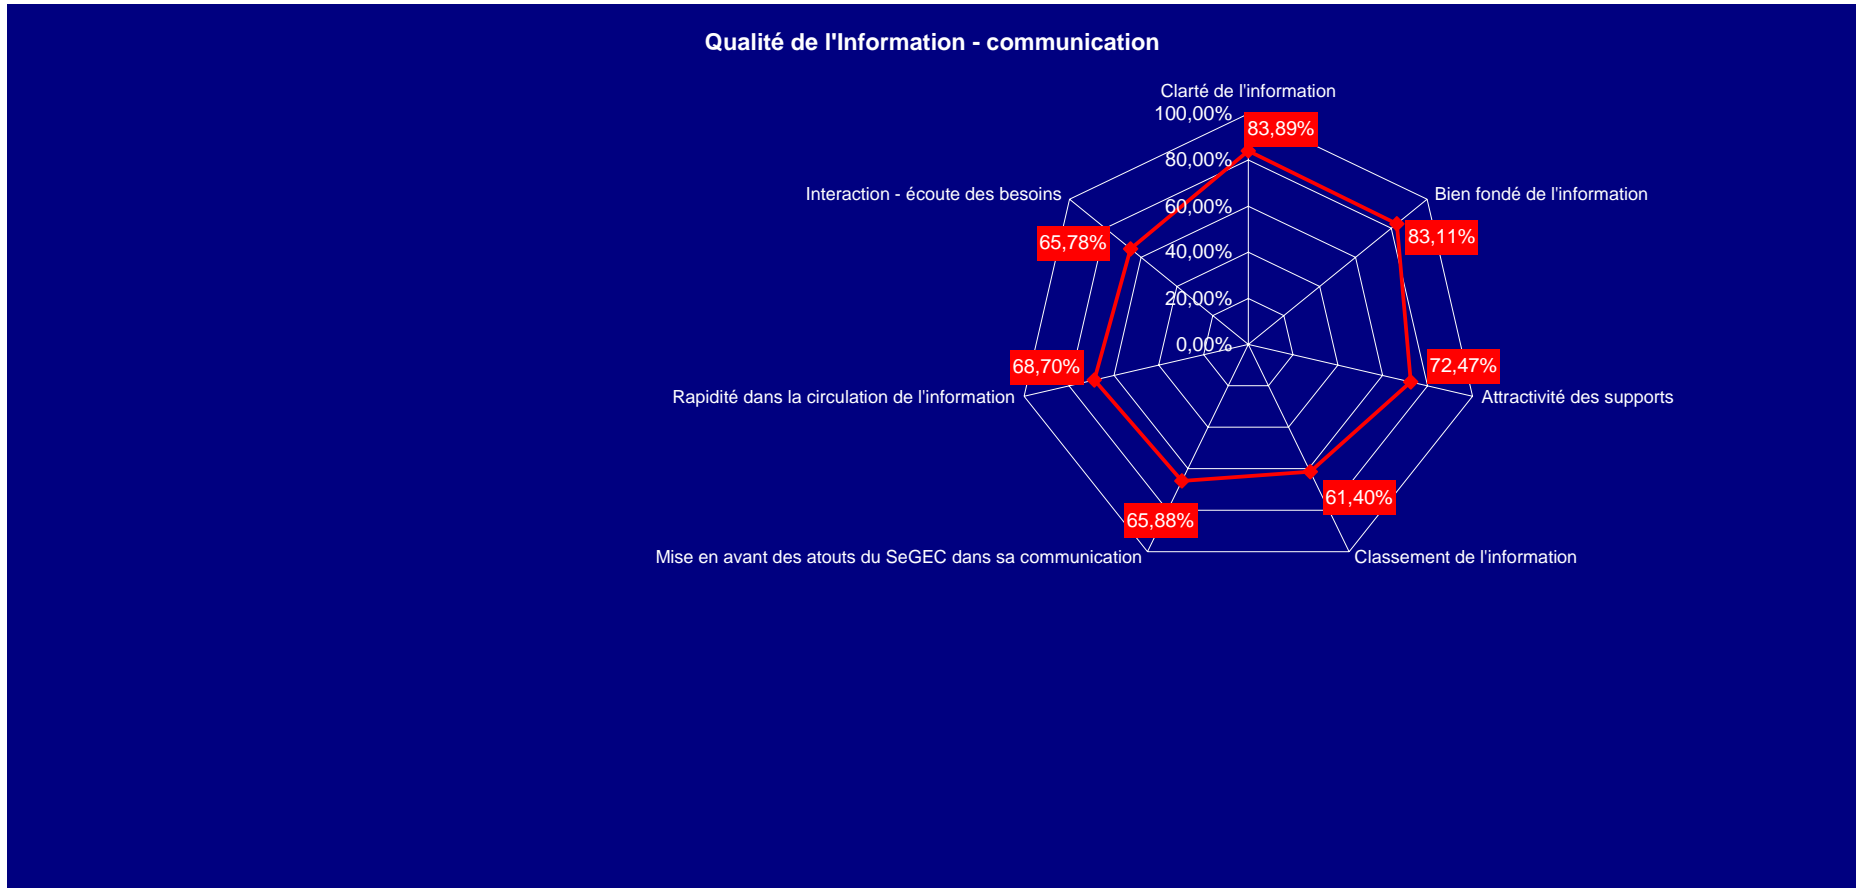 Qualité de l'Information - communication
Clarté de l'information
100,00%
83,89%
80,00%
Interaction - écoute des besoins
60,00%
Bien fondé de l'information
65,78%
83,11%
40,00%
20,00%
0,00%
68,70%
72,47%
Rapidité dans la circulation de l'information
Attractivité des supports
61,40%
65,88%
Mise en avant des atouts du SeGEC dans sa communication
Classement de l'information